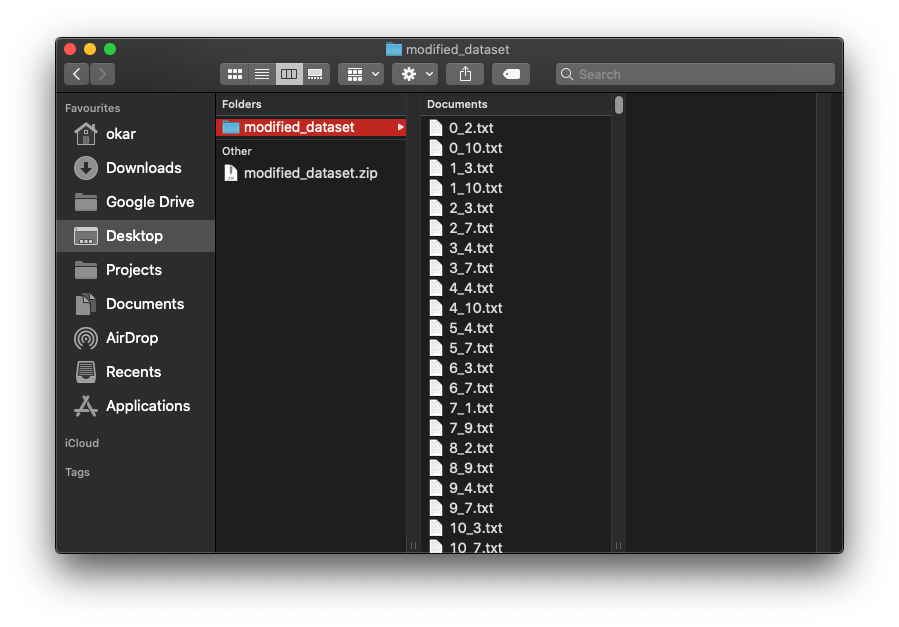 modified_dataset
Search
Favourites
okar
Downloads
Google Drive
Desktop
Projects
Documents
AirDrop
Recents
Applications
iCloud
Tags
Folders
modified_dataset
Other
modified_dataset.zip
Documents
0_2.txt
0_10.txt
1_3.txt
1_10.txt
2_3.txt
2_7.txt
3_4.txt
3_7.txt
4_4.txt
4_10.txt
5_4.txt
5_7.txt
6_3.txt
6_7.txt
7_1.txt
7_9.txt
8_2.txt
8_9.txt
9_4.txt
9_7.txt
10_3.txt
10_7.txt